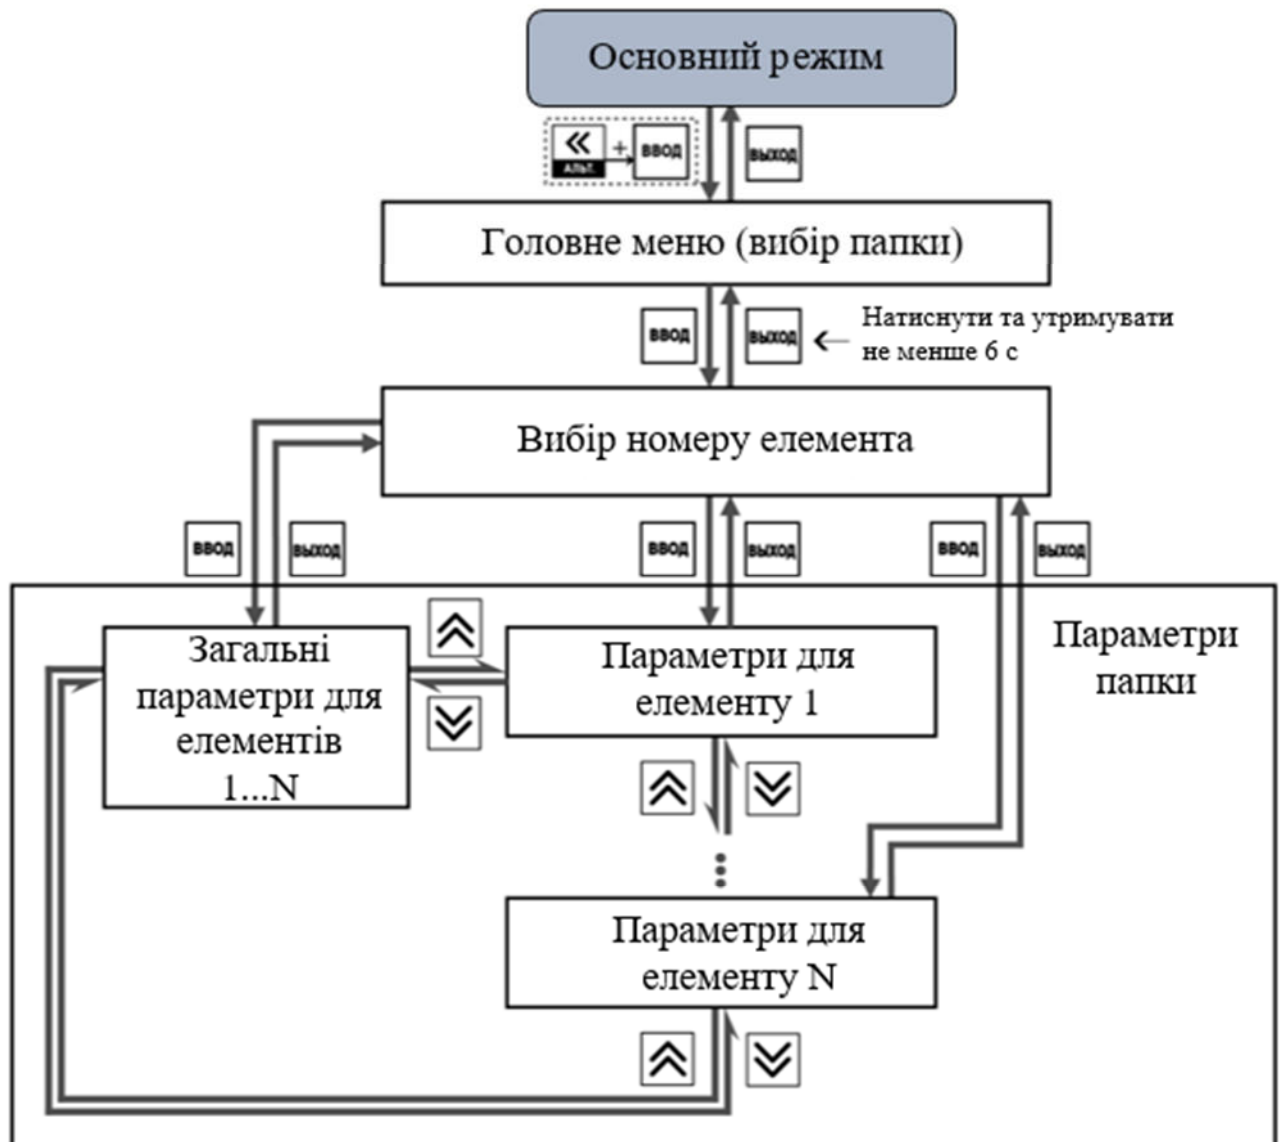 Основний режим
« + ВВОД
АЛЬТ.
ВЫХОД
Головне меню (вибір папки)
ВВОД
ВЫХОД
Натиснути та утримувати
не менше 6 с
Вибір номеру елемента
ВВОД
ВЫХОД
ВВОД
ВЫХОД
ВВОД
ВЫХОД
Загальні
параметри для
елементів
1...N
Параметри для
елементу 1
Параметри
папки
Параметри для
елементу N